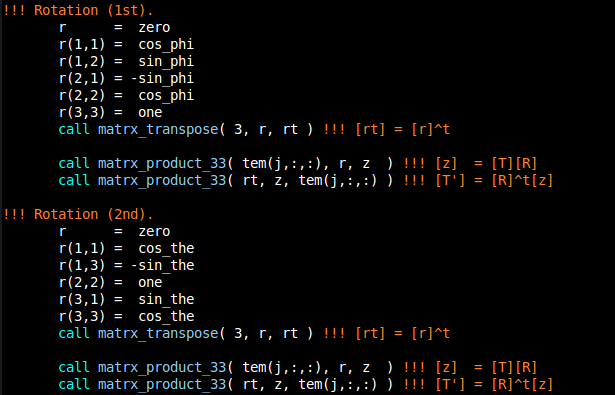 !!! Rotation (1st).
r      =  zero
r(1,1) =  cos_phi
r(1,2) =  sin_phi
r(2,1) = -sin_phi
r(2,2) =  cos_phi
r(3,3) =  one
call matrx_transpose( 3, r, rt ) !!! [rt] = [r]^t
call matrx_product_33( tem(j,:,:), r, z  ) !!! [z]  = [T][R]
call matrx_product_33( rt, z, tem(j,:,:) ) !!! [T'] = [R]^t[z]
!!! Rotation (2nd).
r      =  zero
r(1,1) =  cos_the
r(1,3) = -sin_the
r(2,2) =  one
r(3,1) =  sin_the
r(3,3) =  cos_the
call matrx_transpose( 3, r, rt ) !!! [rt] = [r]^t
call matrx_product_33( tem(j,:,:), r, z  ) !!! [z]  = [T][R]
call matrx_product_33( rt, z, tem(j,:,:) ) !!! [T'] = [R]^t[z]